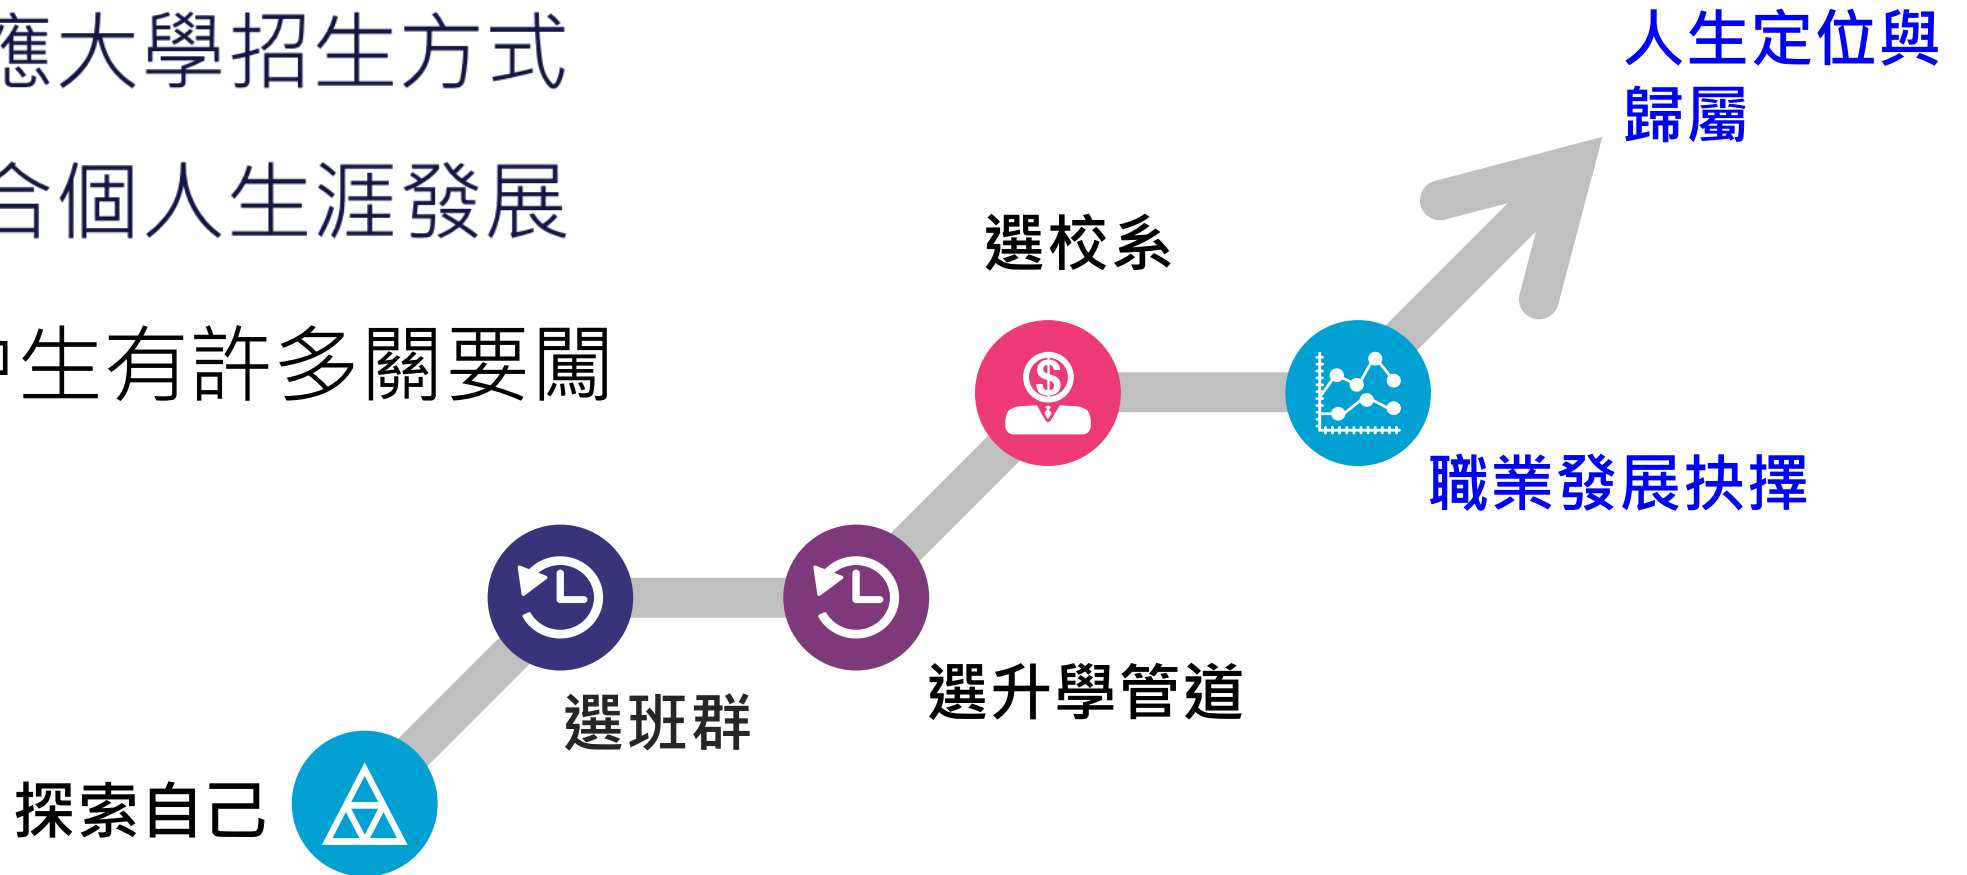 應大學招生方式
合個人生涯發展
生有許多關要闖
人生定位與
歸屬
選校系
$
職業發展抉擇
選升學管道
選班群
探索自己